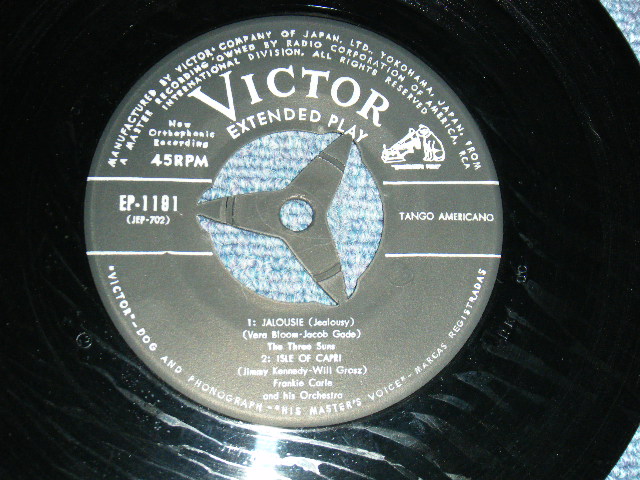 MANUFACTURED BY VICTOR COMPANY OF JAPAN, LTD., YOKOHAMA, JAPAN, FROM
A MASTER RECORDING OWNED BY RADIO CORPORATION OF AMERICA, RCA
INTERNATIONAL DIVISION. ALL RIGHTS RESERVED
VICTOR
EXTENDED PLAY
New
Orthophonic
Recording
45RPM
"HIS MASTER'S VOICE"
EP-1181
(JEP-702)
TANGO AMERICANO
1: JALOUSIE (Jealousy)
(Vera Bloom-Jacob Gade)
The Three Suns
2: ISLE OF CAPRI
(Jimmy Kennedy-Will Grosz)
Frankie Carle
and his Orchestra
"VICTOR"-DOG AND PHONOGRAPH-"HIS MASTER'S VOICE"-MARCAS REGISTRADAS